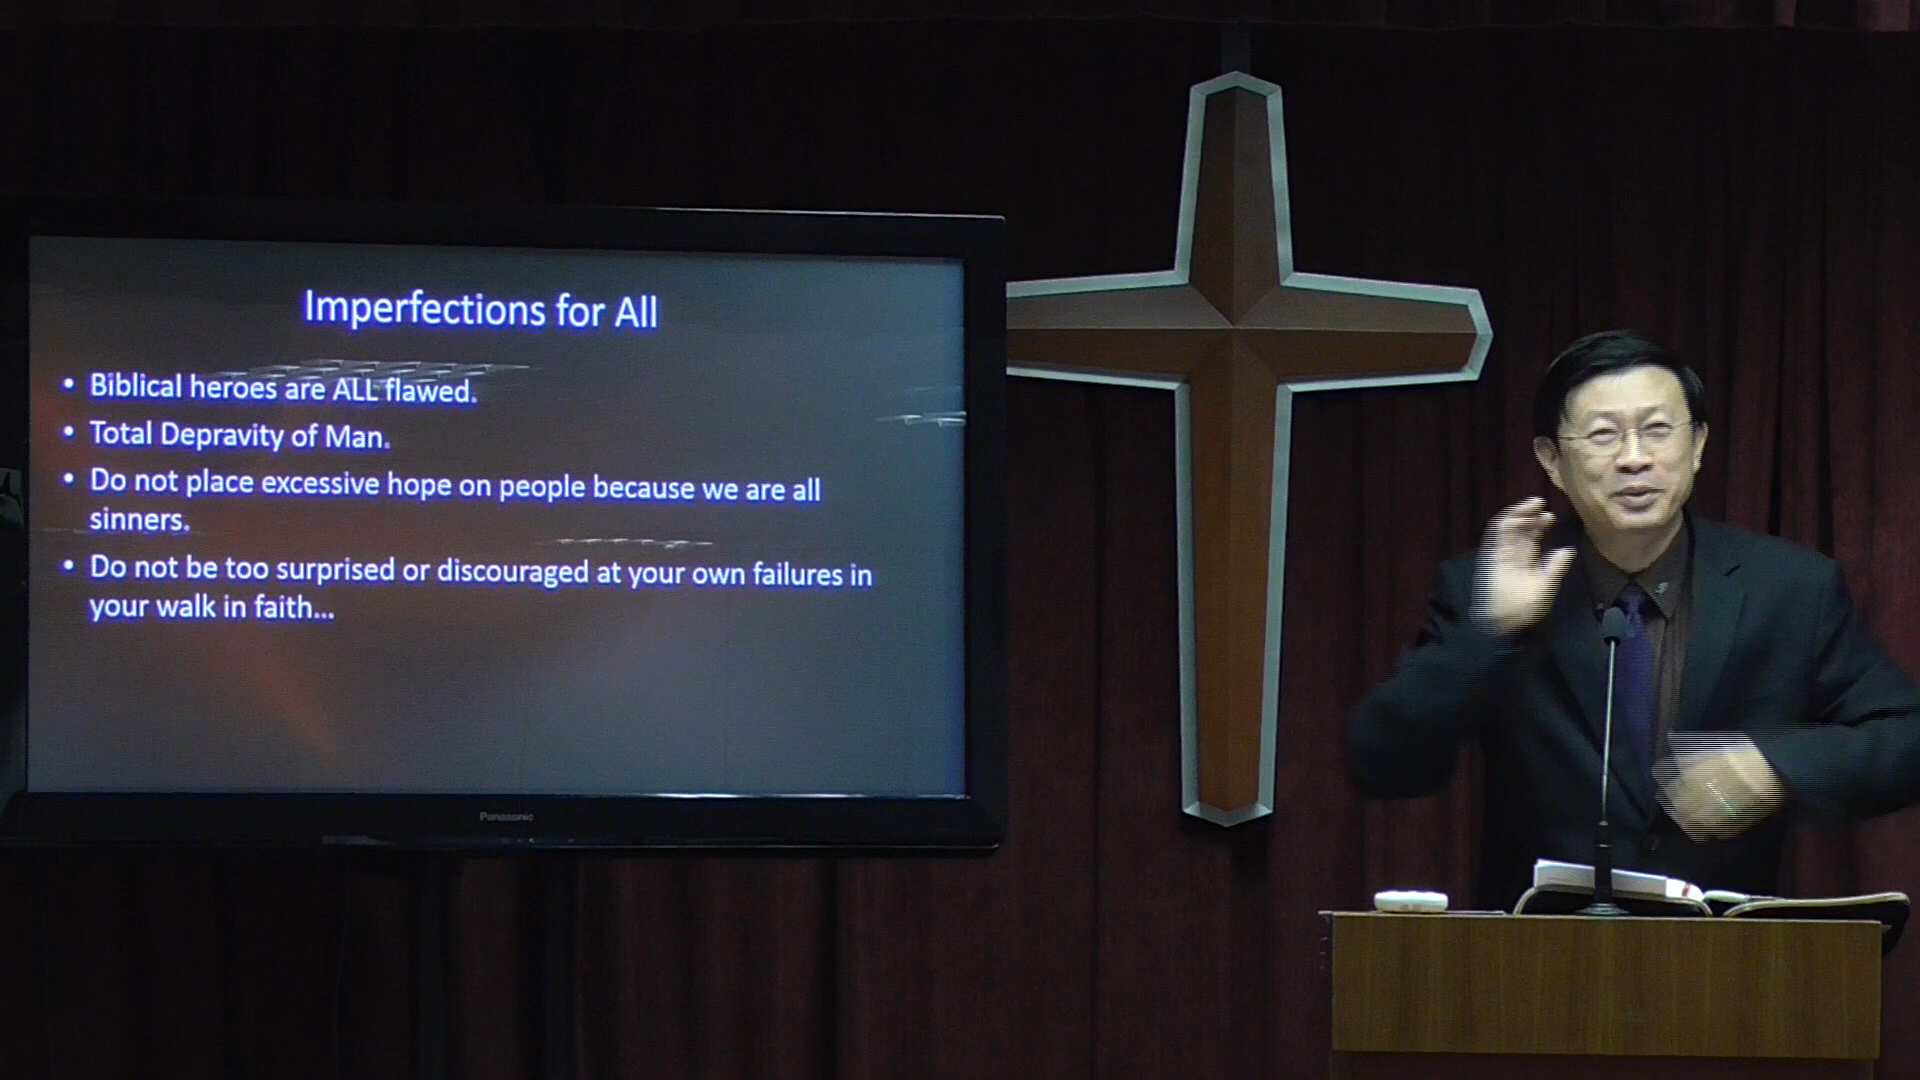 Imperfections for All
• Biblical heroes are ALL flawed.
• Total Depravity of Man.
• Do not place excessive hope on people because we are all
sinners.
• Do not be too surprised or discouraged at your own failures in
your walk in faith...
Panasonic